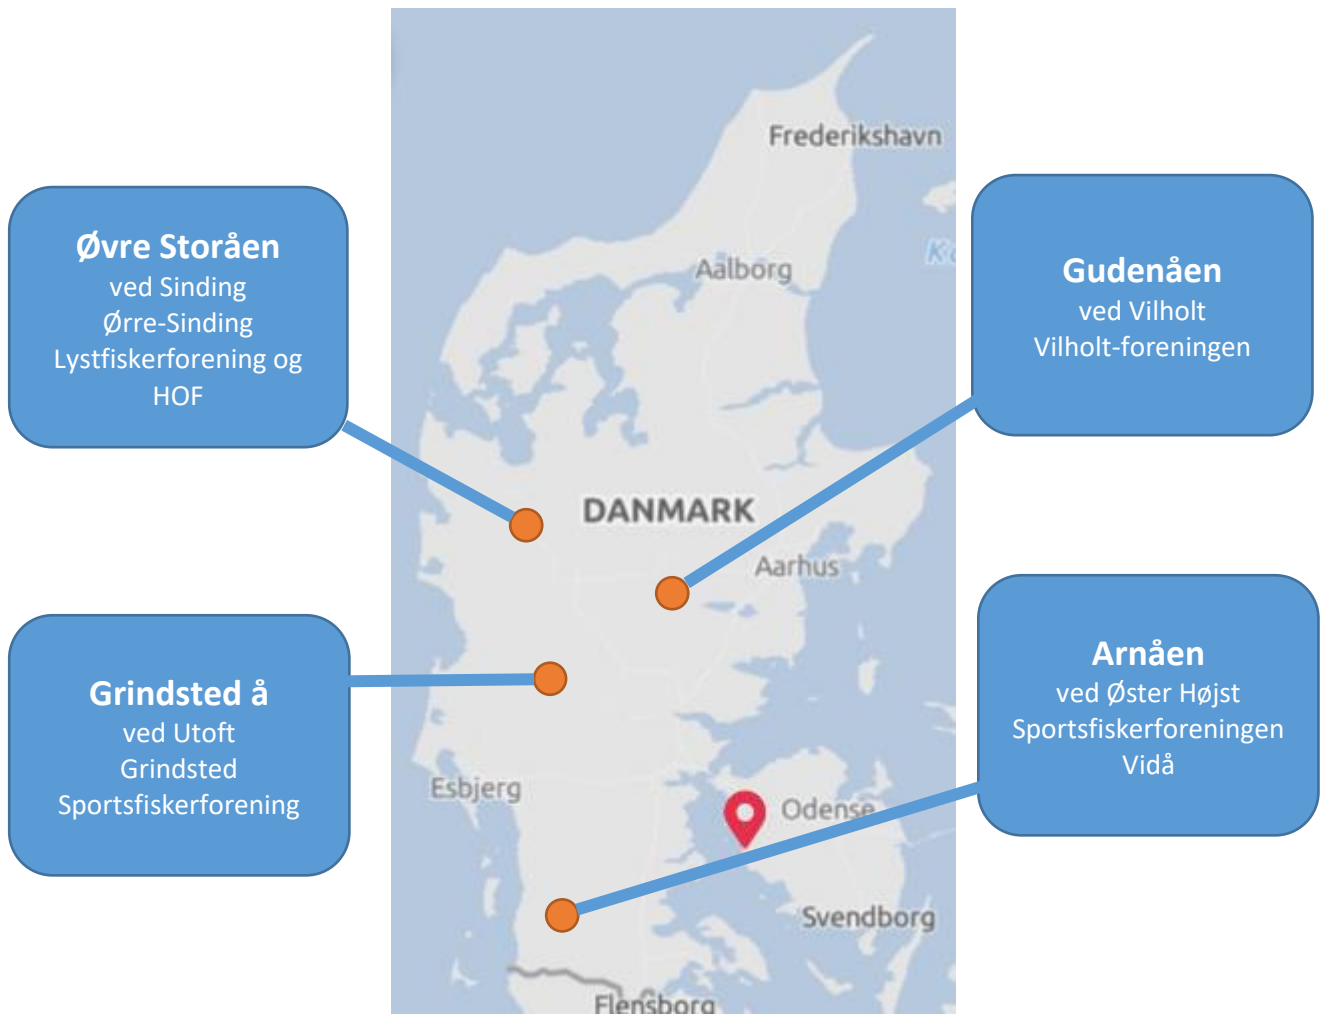 Øvre Storåen
ved Sinding
Ørre-Sinding
Lystfiskerforening og
HOF
Grindsted å
ved Utoft
Grindsted
Sportsfiskerforening
Frederikshavn
Aalborg
DANMARK
Aarhus
Esbjerg
Odense
Svendborg
Flensborg
Gudenåen
ved Vilholt
Vilholt-foreningen
Arnåen
ved Øster Højst
Sportsfiskerforeningen
Vidå